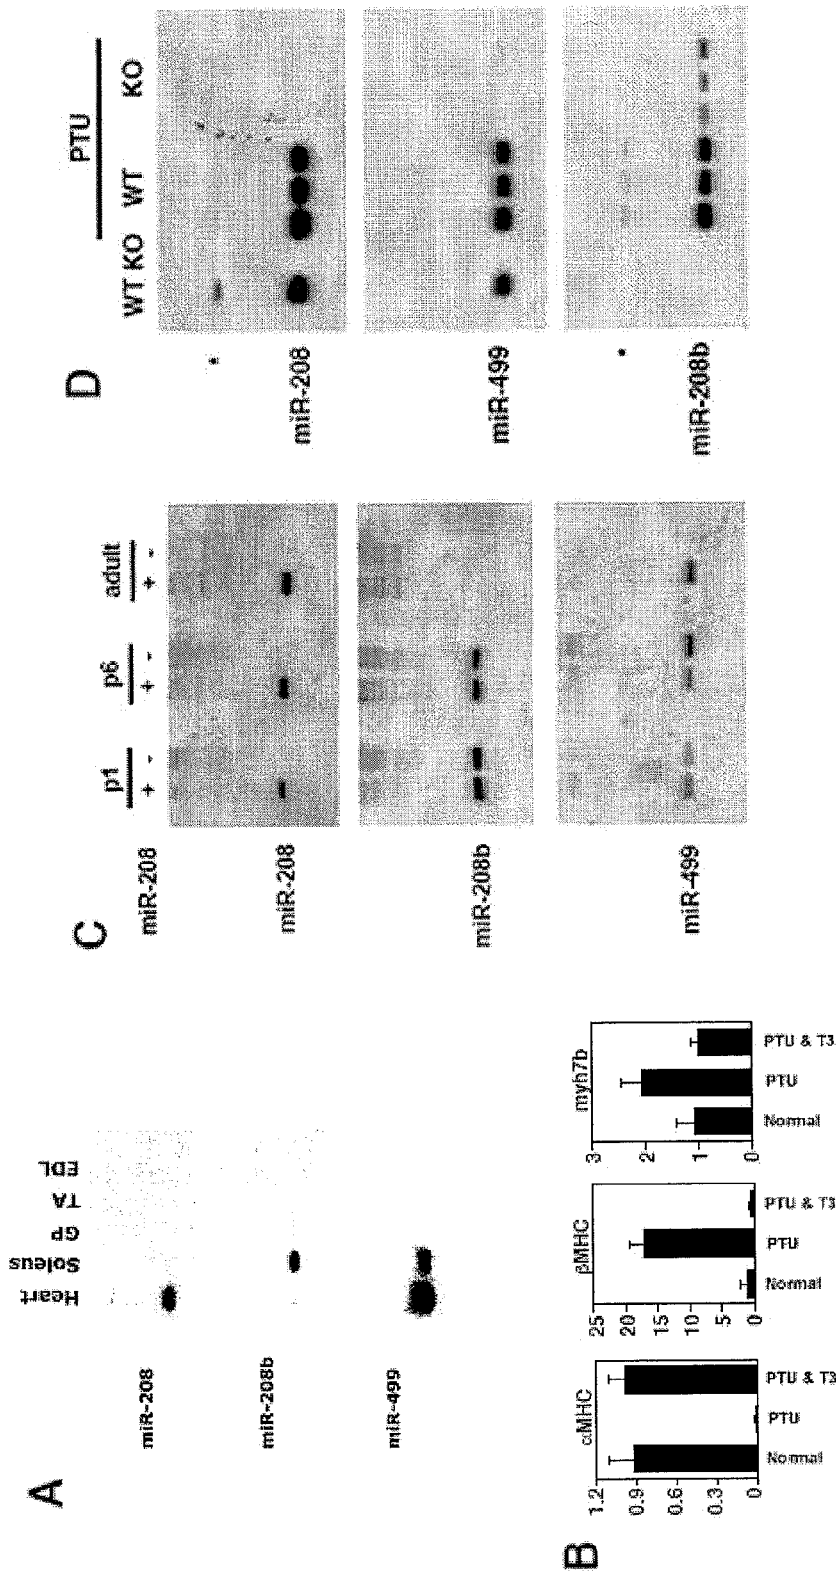 A
Heart
Soleus
GP
TA
EDL
miR-208
miR-208b
miR-499
B
αMHC
1.2
0.9
0.6
0.3
0
Normal
PTU
PTU & T3
βMHC
25
20
15
10
5
0
Normal
PTU
PTU & T3
myh7b
3
2
1
0
Normal
PTU
PTU & T3
C
p1 p6 adult
miR-208 + - + - + -
miR-208
miR-208b
miR-499
D
PTU
WT KO WT KO
miR-208
miR-499
miR-208b